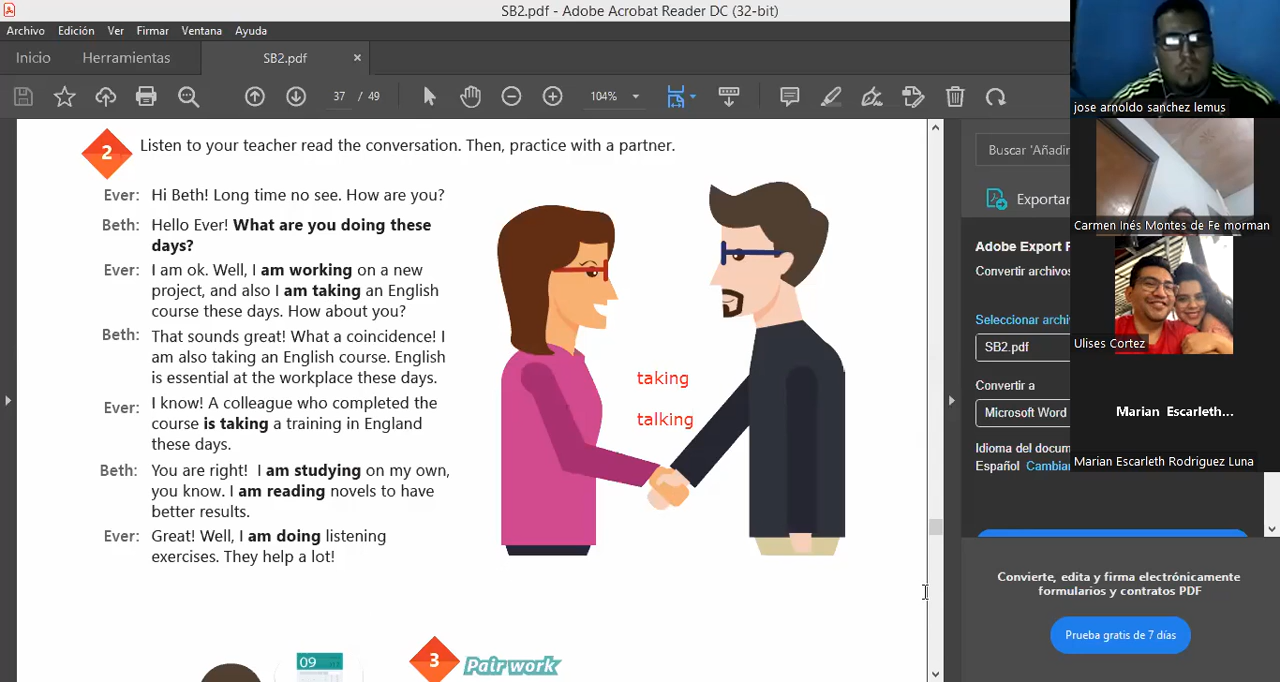 SB2.pdf - Adobe Acrobat Reader DC (32-bit)
Archivo Edición Ver Firmar Ventana Ayuda
Inicio Herramientas SB2.pdf ×
37 / 49 104%
2 Listen to your teacher read the conversation. Then, practice with a partner.
Ever: Hi Beth! Long time no see. How are you?
Beth: Hello Ever! What are you doing these
days?
Ever: I am ok. Well, I am working on a new
project, and also I am taking an English
course these days. How about you?
Beth: That sounds great! What a coincidence! I
am also taking an English course. English
is essential at the workplace these days.
Ever: I know! A colleague who completed the
course is taking a training in England
these days.
Beth: You are right! I am studying on my own,
you know. I am reading novels to have
better results.
Ever: Great! Well, I am doing listening
exercises. They help a lot!
taking
talking
09
3 Pair work
Buscar 'Añadir
Exportar
Adobe Export P
Convertir archivos
Seleccionar archi
SB2.pdf
Convertir a
Microsoft Word
Idioma del docum
Español Cambiar
Convierte, edita y firma electrónicamente
formularios y contratos PDF
Prueba gratis de 7 días
jose arnoldo sanchez lemus
Carmen Inés Montes de Fe morman
Ulises Cortez
Marian Escarleth...
Marian Escarleth Rodriguez Luna